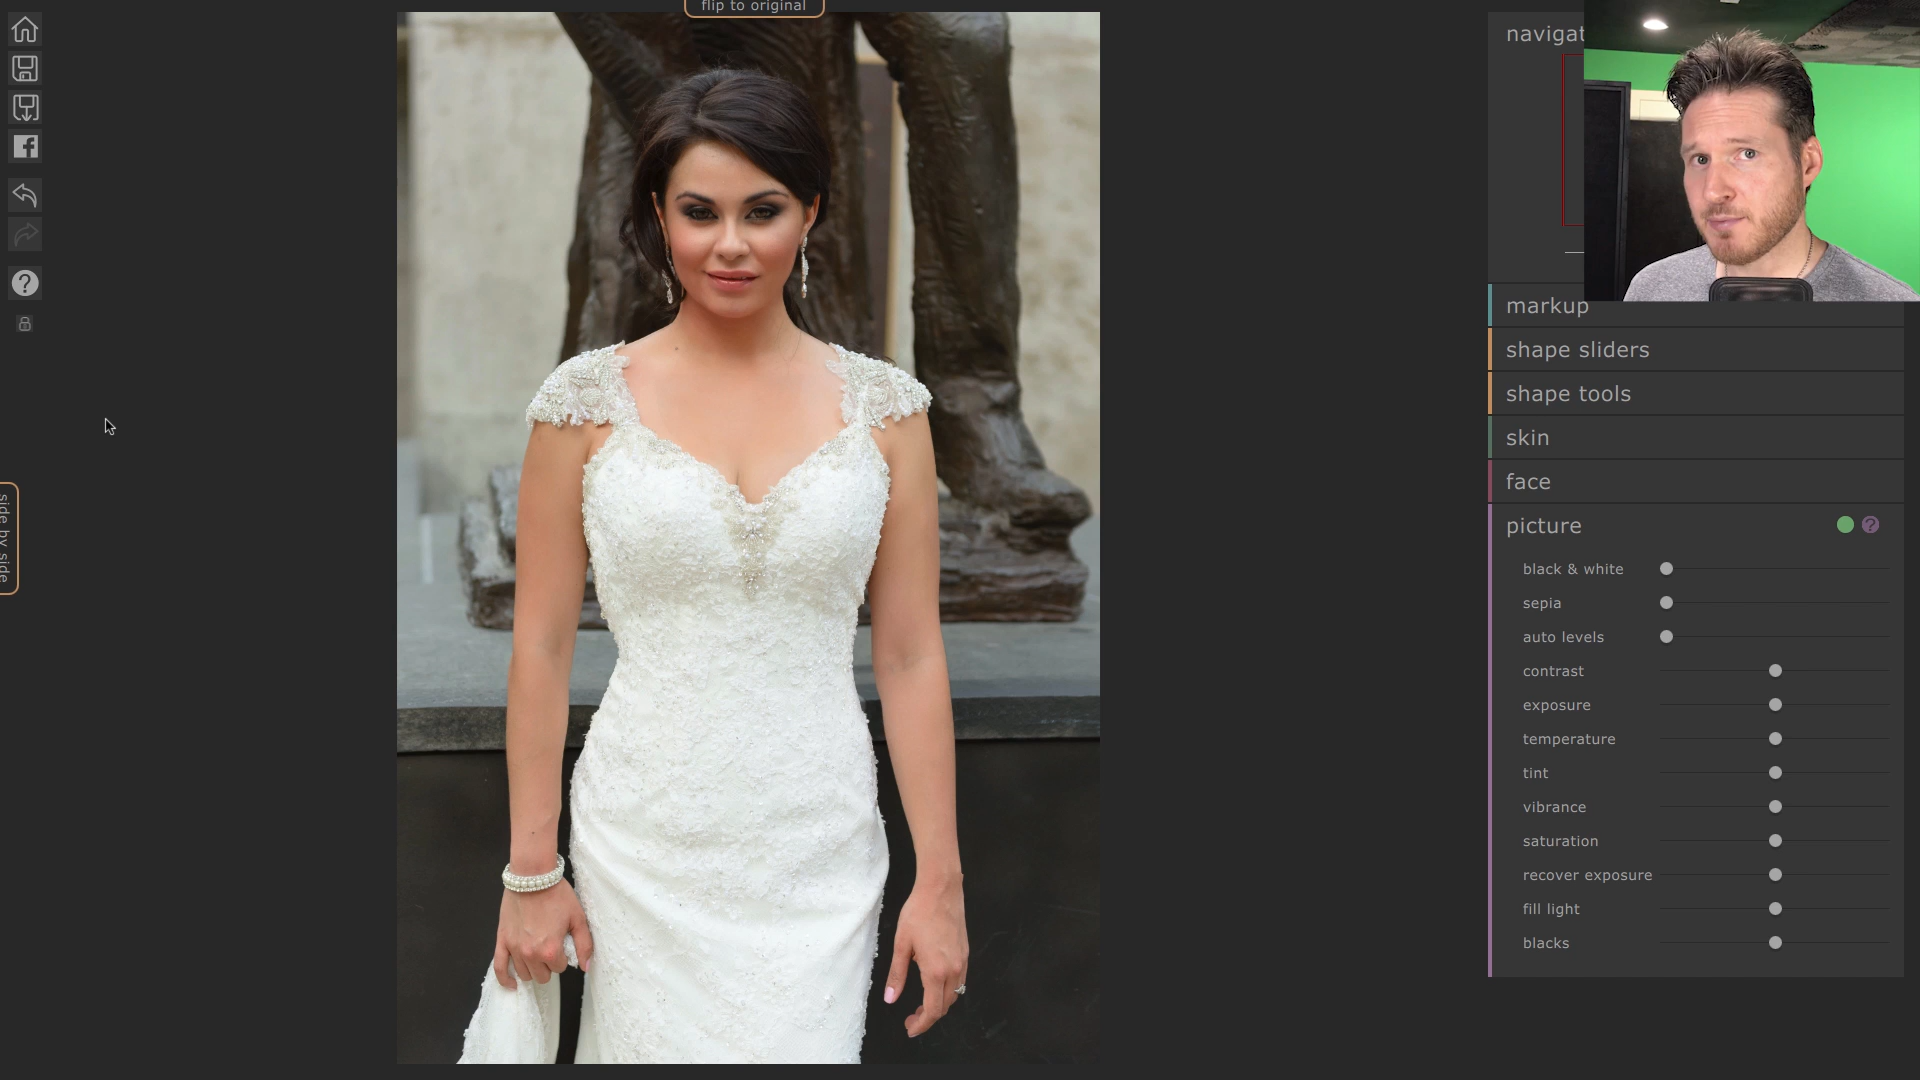 flip to original
side by side
navigat
markup
shape sliders
shape tools
skin
face
picture
?
black & white
sepia
auto levels
contrast
exposure
temperature
tint
vibrance
saturation
recover exposure
fill light
blacks